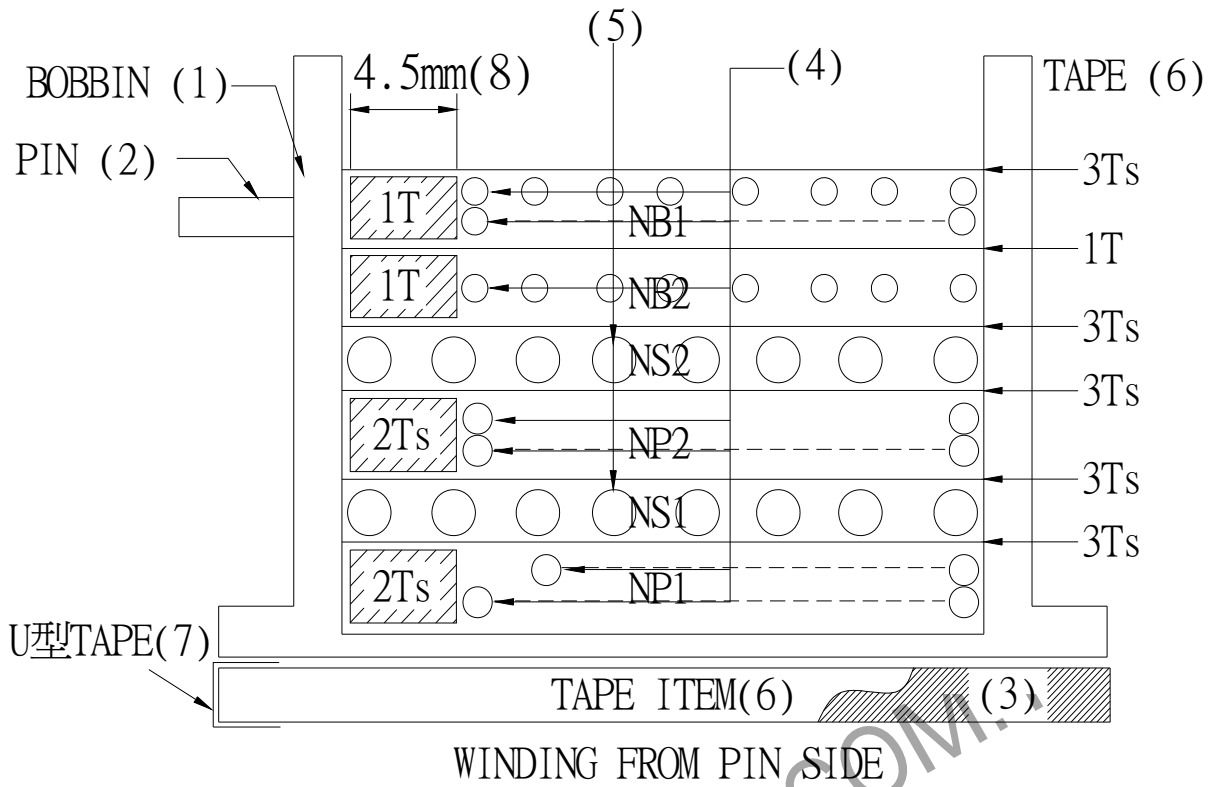 (5)
4.5mm(8)
(4)
BOBBIN (1)
TAPE (6)
PIN (2)
3Ts
1T
NB1
1T
1T
NB2
3Ts
NS2
3Ts
2Ts
NP2
3Ts
NS1
3Ts
2Ts
NP1
U型TAPE(7)
TAPE ITEM(6)
(3)
COM.
WINDING FROM PIN SIDE